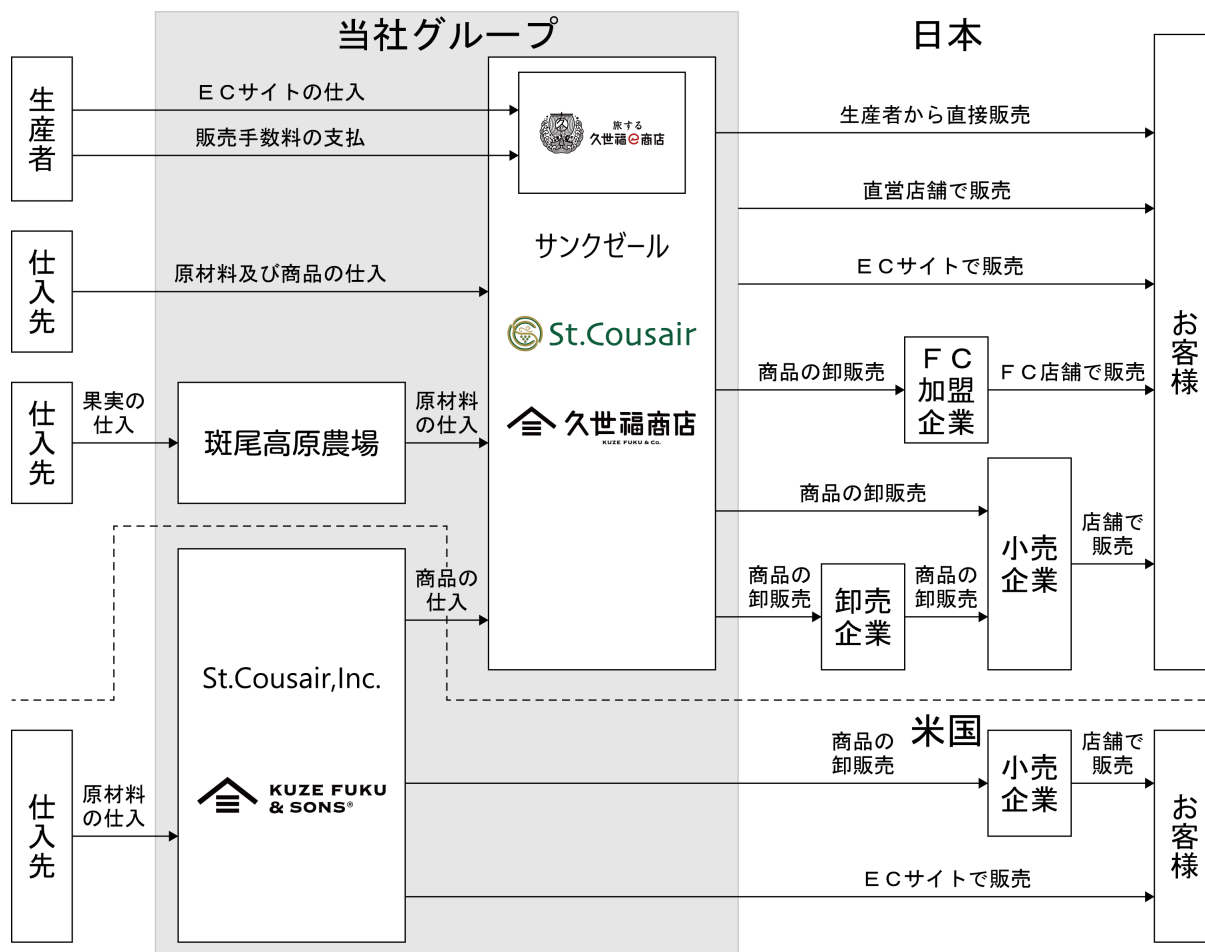 当社グループ
日本
生産者
ECサイトの仕入
販売手数料の支払
旅する
久世福e商店
生産者から直接販売
直営店舗で販売
サンクゼール
仕入先
原材料及び商品の仕入
ECサイトで販売
St.Cousair
お客様
商品の卸販売
FC
加盟
企業
FC店舗で販売
仕入先
果実の
仕入
斑尾高原農場
原材料
の仕入
久世福商店
KUZE FUKU & Co.
商品の卸販売
小売
企業
店舗で
販売
商品の
仕入
商品の
卸販売
卸売
企業
商品の
卸販売
St.Cousair,Inc.
米国
仕入先
原材料
の仕入
KUZE FUKU
& SONS®
商品の
卸販売
小売
企業
店舗で
販売
お客様
ECサイトで販売